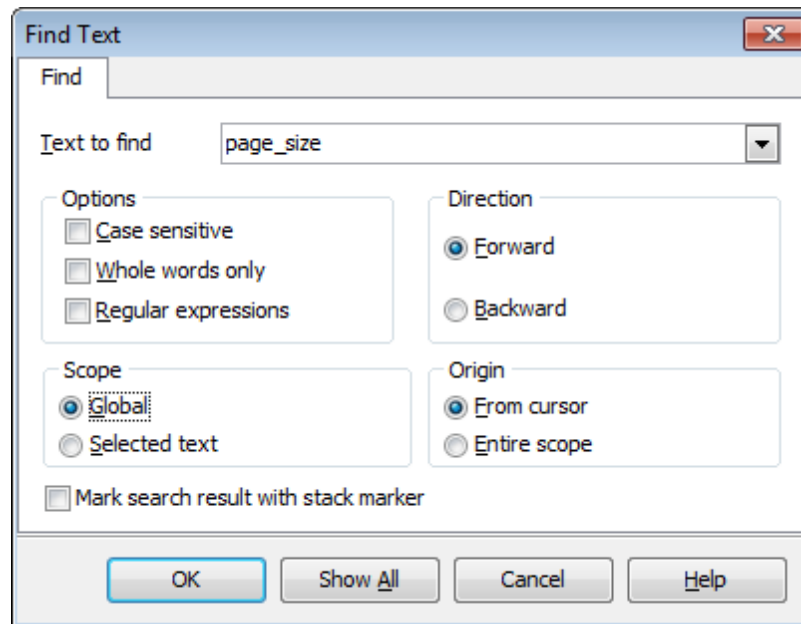 Find Text
Find
Text to find page_size
Options
Case sensitive
Whole words only
Regular expressions
Direction
Forward
Backward
Scope
Global
Selected text
Origin
From cursor
Entire scope
Mark search result with stack marker
OK Show All Cancel Help